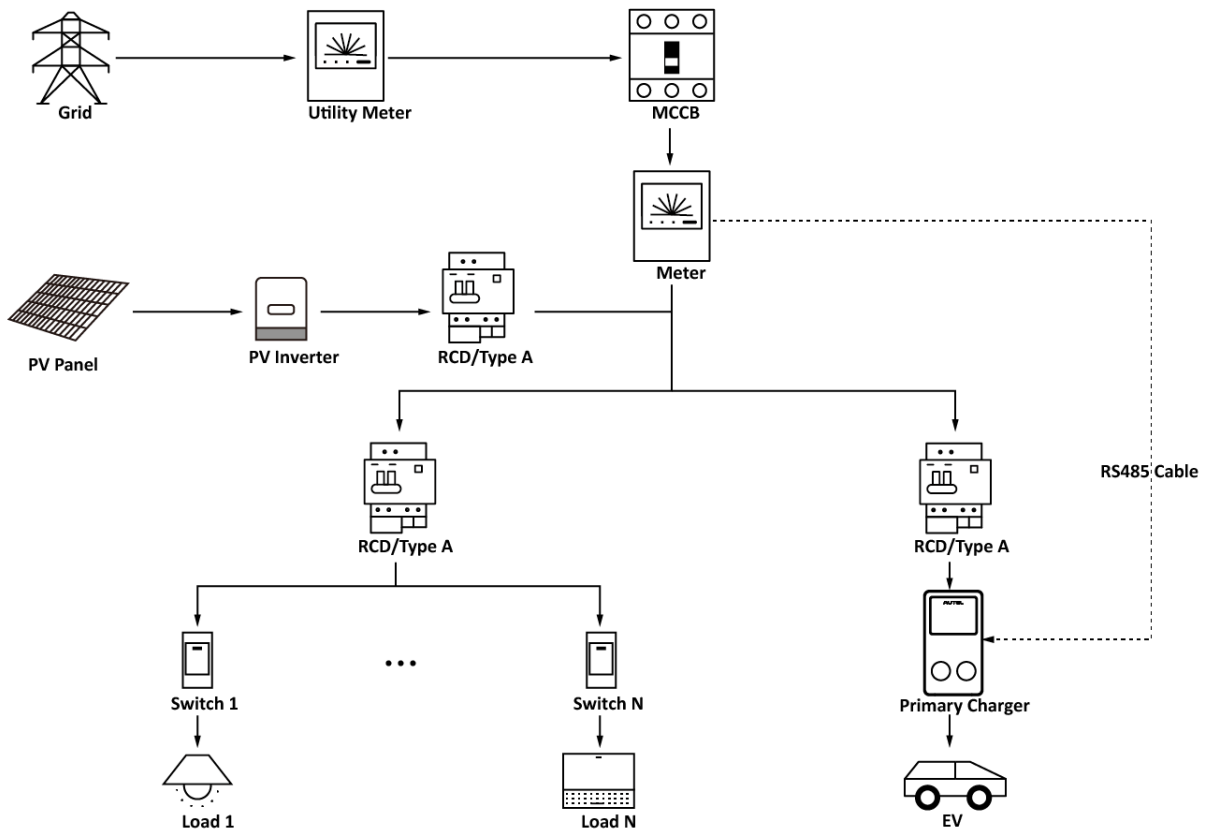 Grid
Utility Meter
MCCB
Meter
PV Panel
PV Inverter
RCD/Type A
RCD/Type A
RCD/Type A
RS485 Cable
AUTEL
Switch 1
...
Switch N
Primary Charger
Load 1
Load N
EV